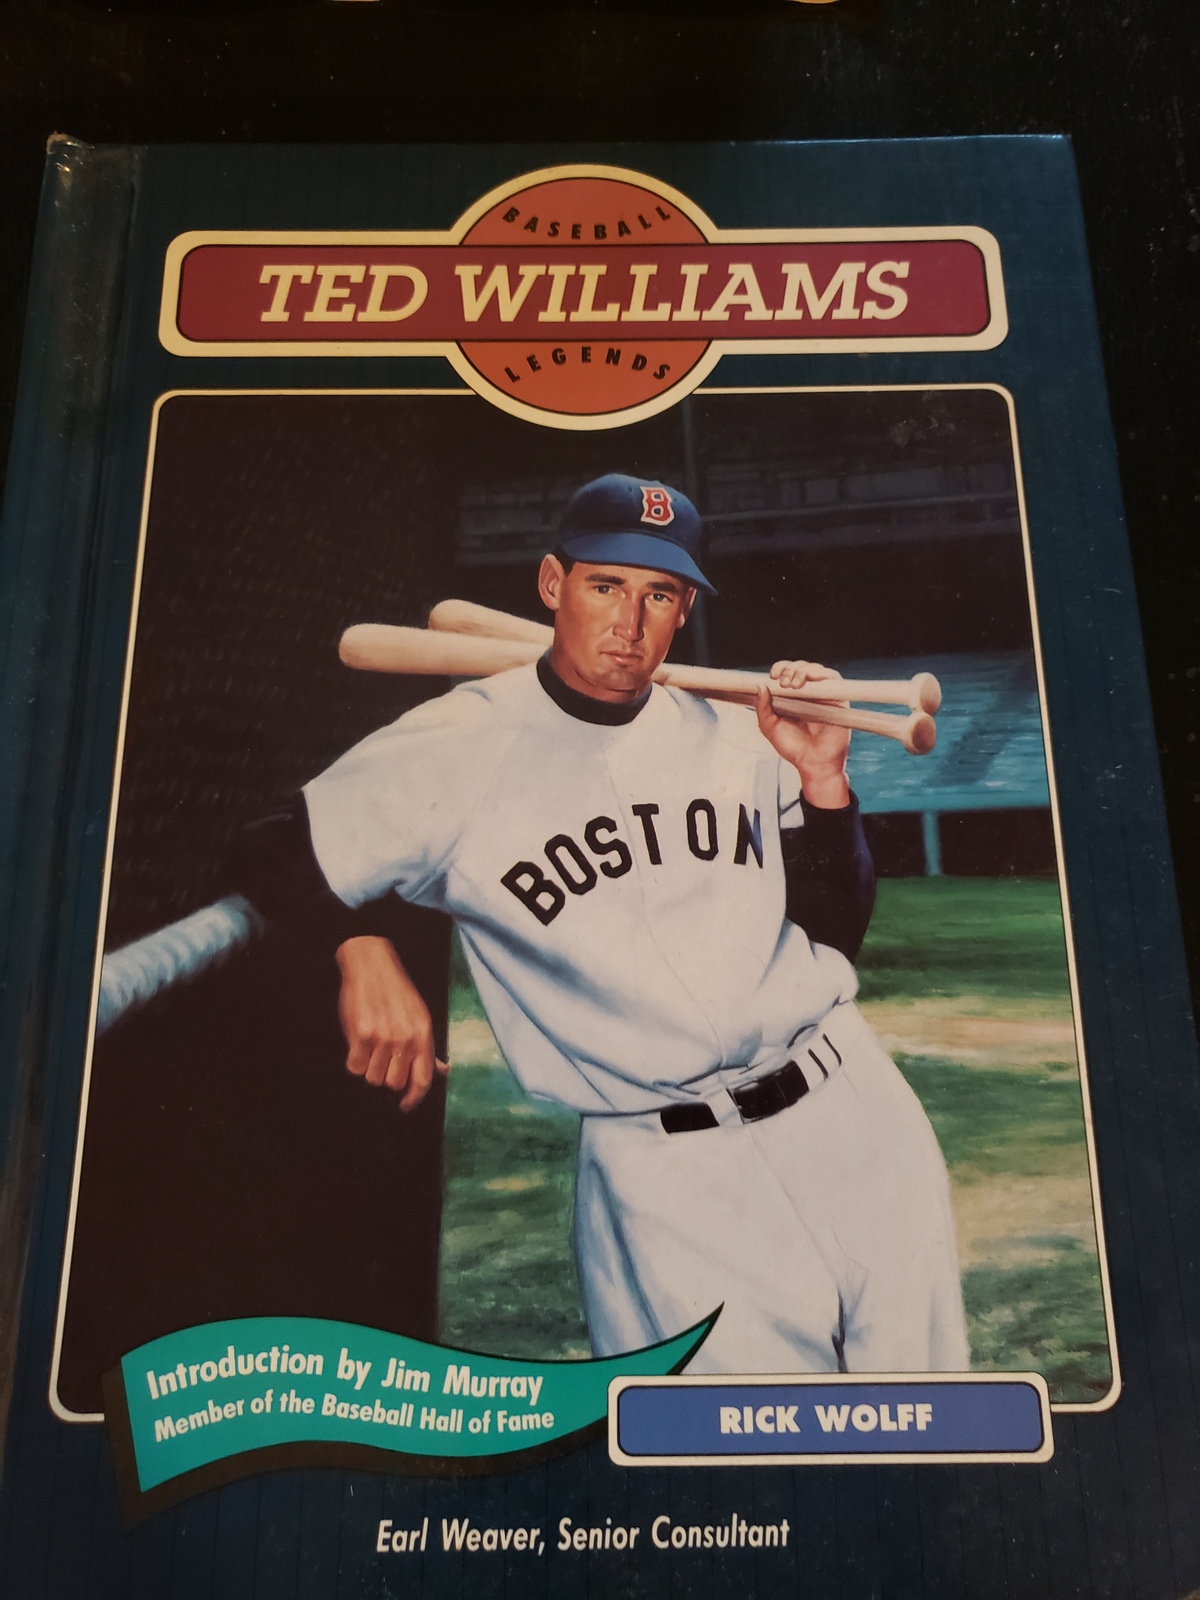 BASEBALL
TED WILLIAMS
LEGENDS
B
BOSTON
Introduction by Jim Murray
Member of the Baseball Hall of Fame
RICK WOLFF
Earl Weaver, Senior Consultant